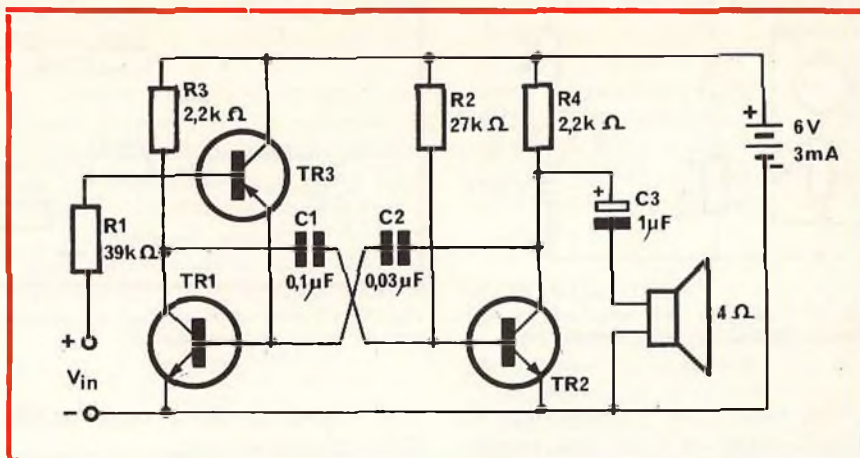 R3
2,2k Ω
TR3
R2
27k Ω
R4
2,2k Ω
+
6V
3mA
-
R1
39k Ω
C1
0,1µF
C2
0,03µF
+
C3
1µF
TR1
TR2
4 Ω
+
Vin
-